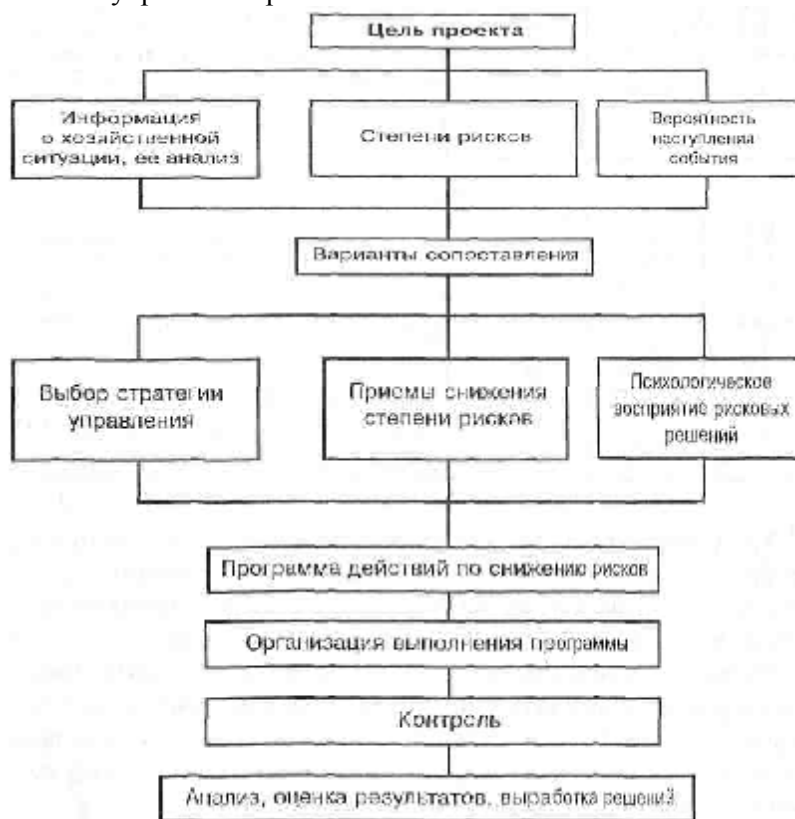 Цель проекта
Информация
о хозяйственной
ситуации, ее анализ
Степени рисков
Вероятность
наступления
события
Варианты сопоставления
Выбор стратегии
управления
Приемы снижения
степени рисков
Психологическое
восприятие рисковых
решений
Программа действий по снижению рисков
Организация выполнения программы
Контроль
Анализ, оценка результатов, выработка решений